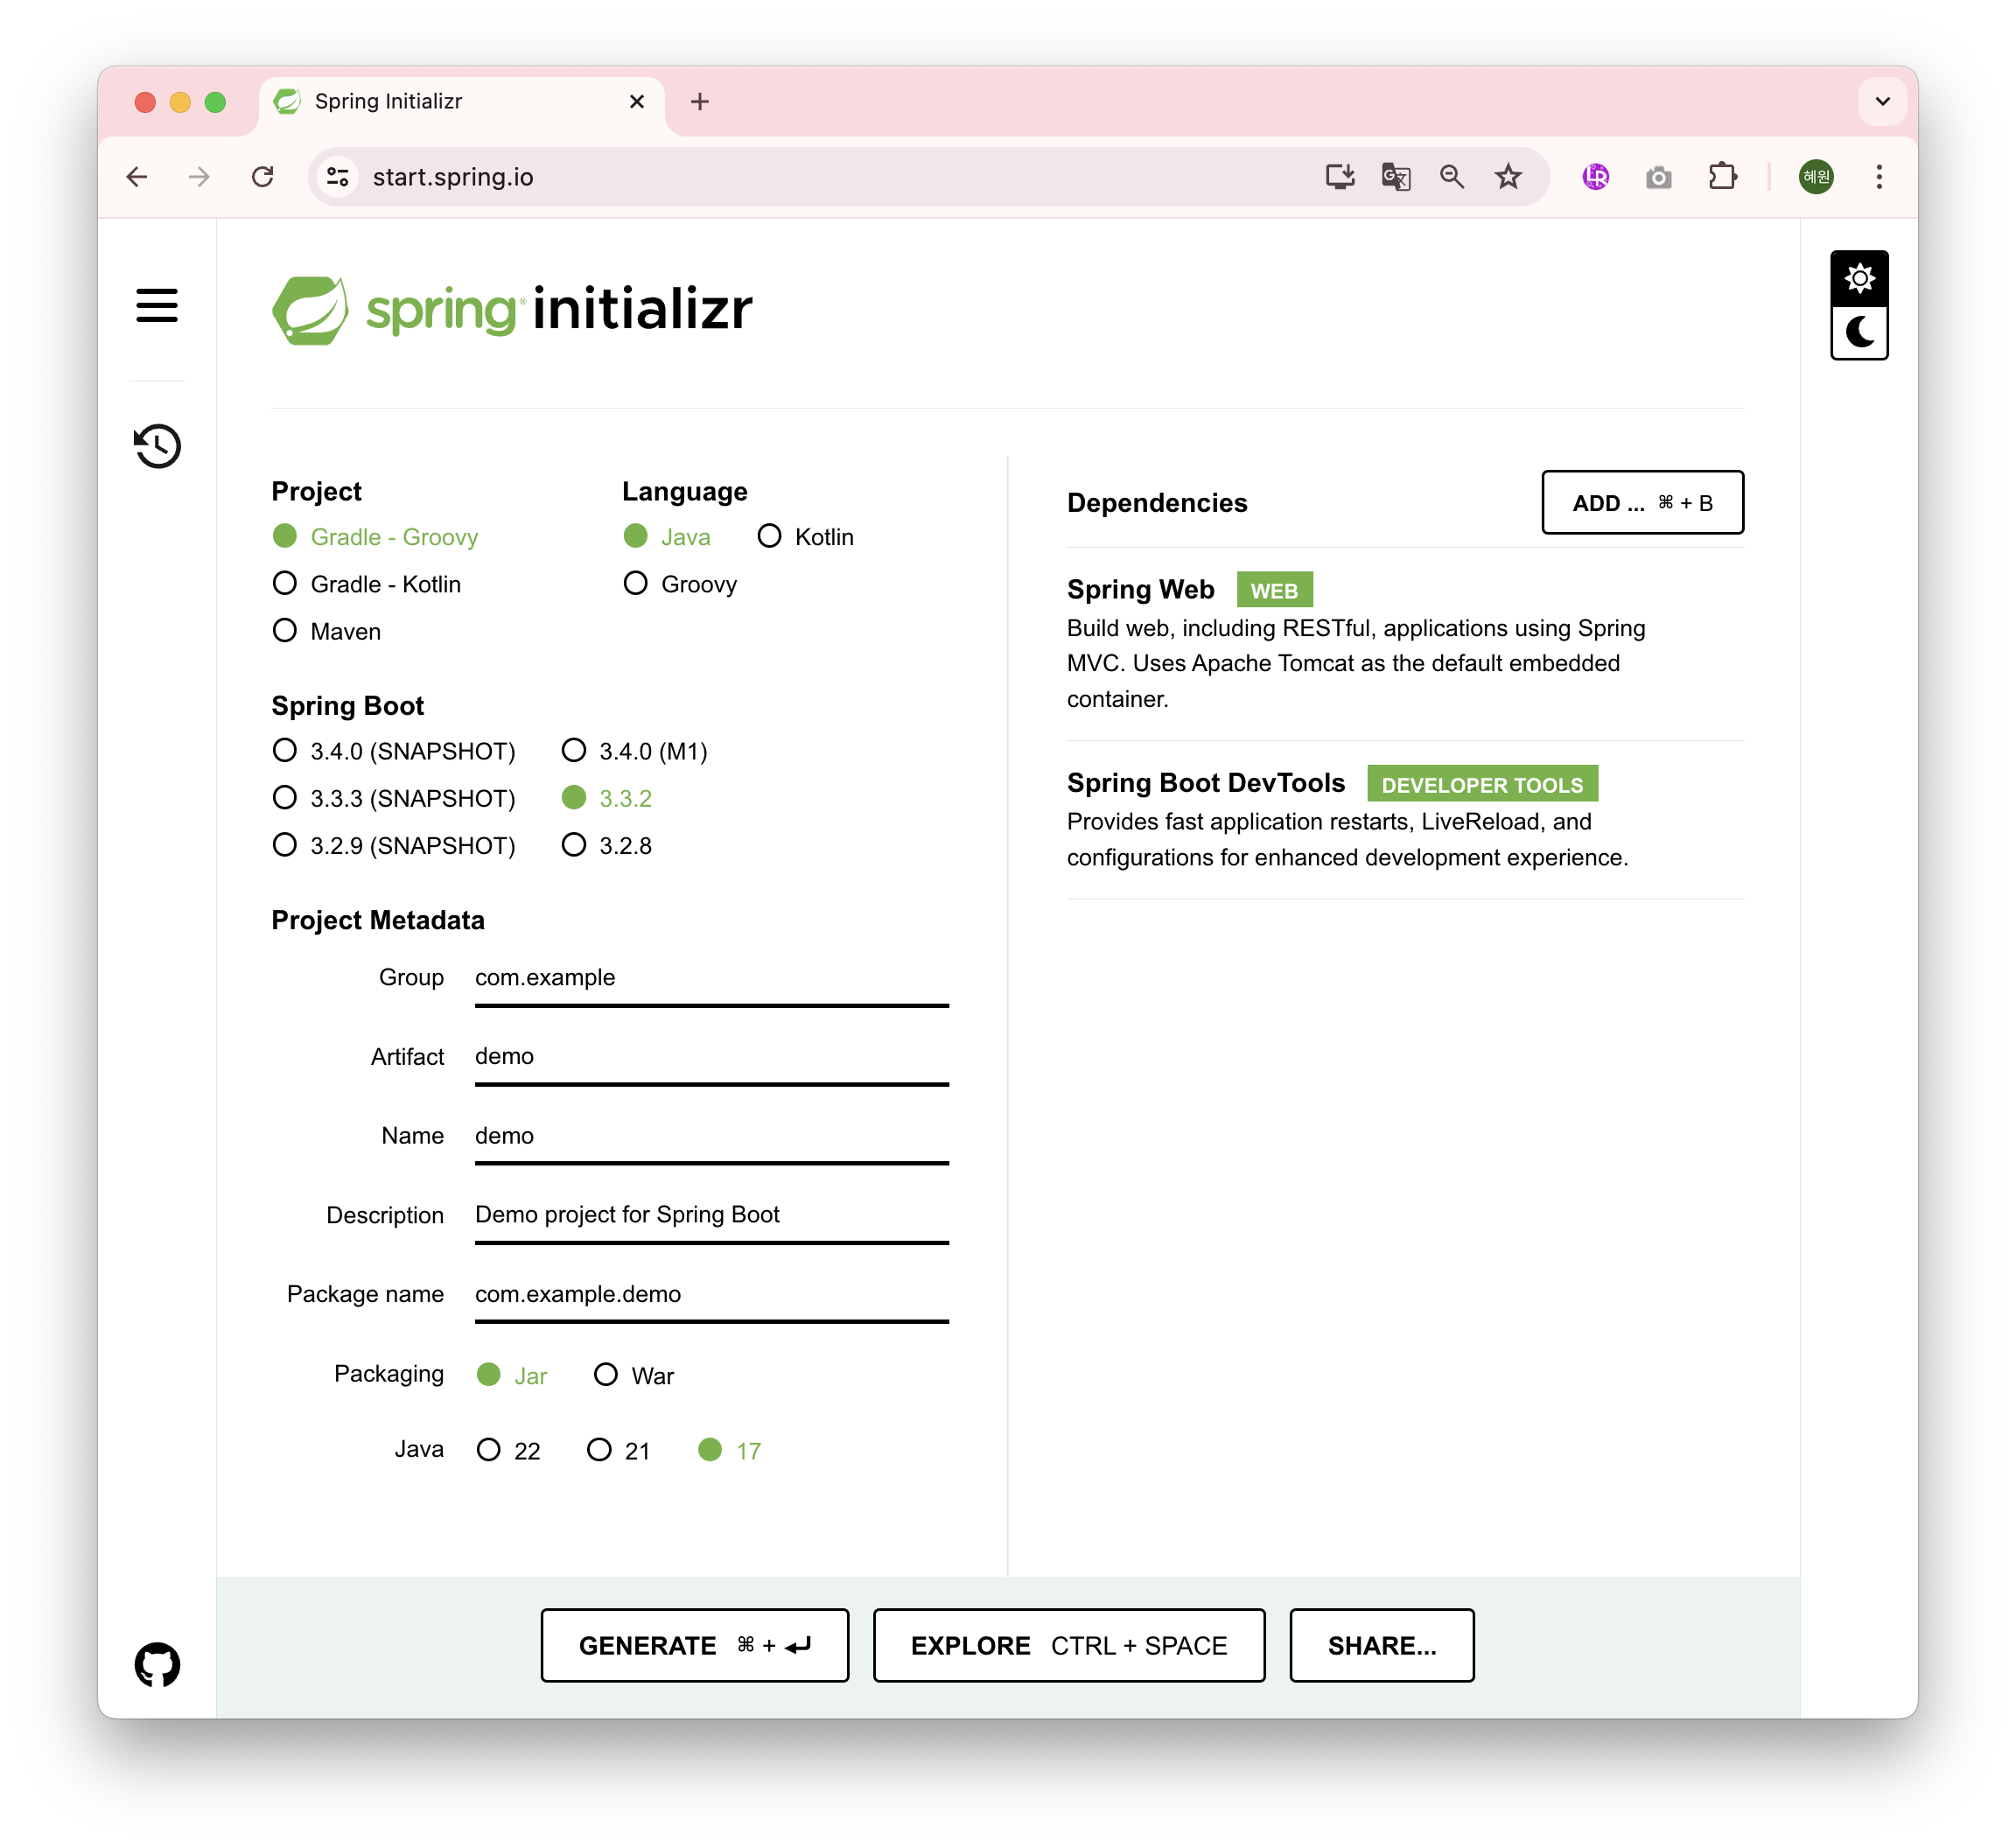 Spring Initializr
start.spring.io
혜원
spring initializr
Project
Gradle - Groovy
Gradle - Kotlin
Maven
Language
Java Kotlin
Groovy
Spring Boot
3.4.0 (SNAPSHOT) 3.4.0 (M1)
3.3.3 (SNAPSHOT) 3.3.2
3.2.9 (SNAPSHOT) 3.2.8
Project Metadata
Group com.example
Artifact demo
Name demo
Description Demo project for Spring Boot
Package name com.example.demo
Packaging Jar War
Java 22 21 17
Dependencies
ADD ... ⌘ + B
Spring Web WEB
Build web, including RESTful, applications using Spring
MVC. Uses Apache Tomcat as the default embedded
container.
Spring Boot DevTools DEVELOPER TOOLS
Provides fast application restarts, LiveReload, and
configurations for enhanced development experience.
GENERATE ⌘ + ↵
EXPLORE CTRL + SPACE
SHARE...